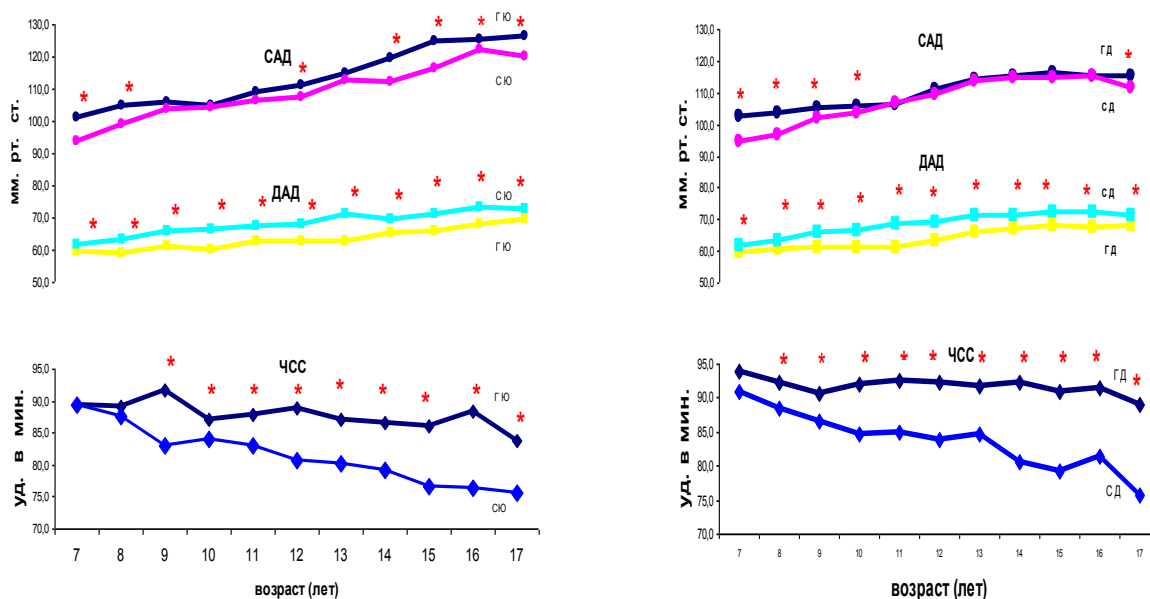 130,0
120,0
110,0
100,0
90,0
80,0
70,0
60,0
50,0
мм. рт. ст.
САД
ГЮ
СЮ
ДАД
СЮ
ГЮ
95,0
90,0
85,0
80,0
75,0
70,0
уд. в мин.
ЧСС
ГЮ
СЮ
7 8 9 10 11 12 13 14 15 16 17
возраст (лет)
130,0
120,0
110,0
100,0
90,0
80,0
70,0
60,0
50,0
мм. рт. ст.
САД
ГД
СД
ДАД
СД
ГД
95,0
90,0
85,0
80,0
75,0
70,0
уд. в мин.
ЧСС
ГД
СД
7 8 9 10 11 12 13 14 15 16 17
возраст (лет)